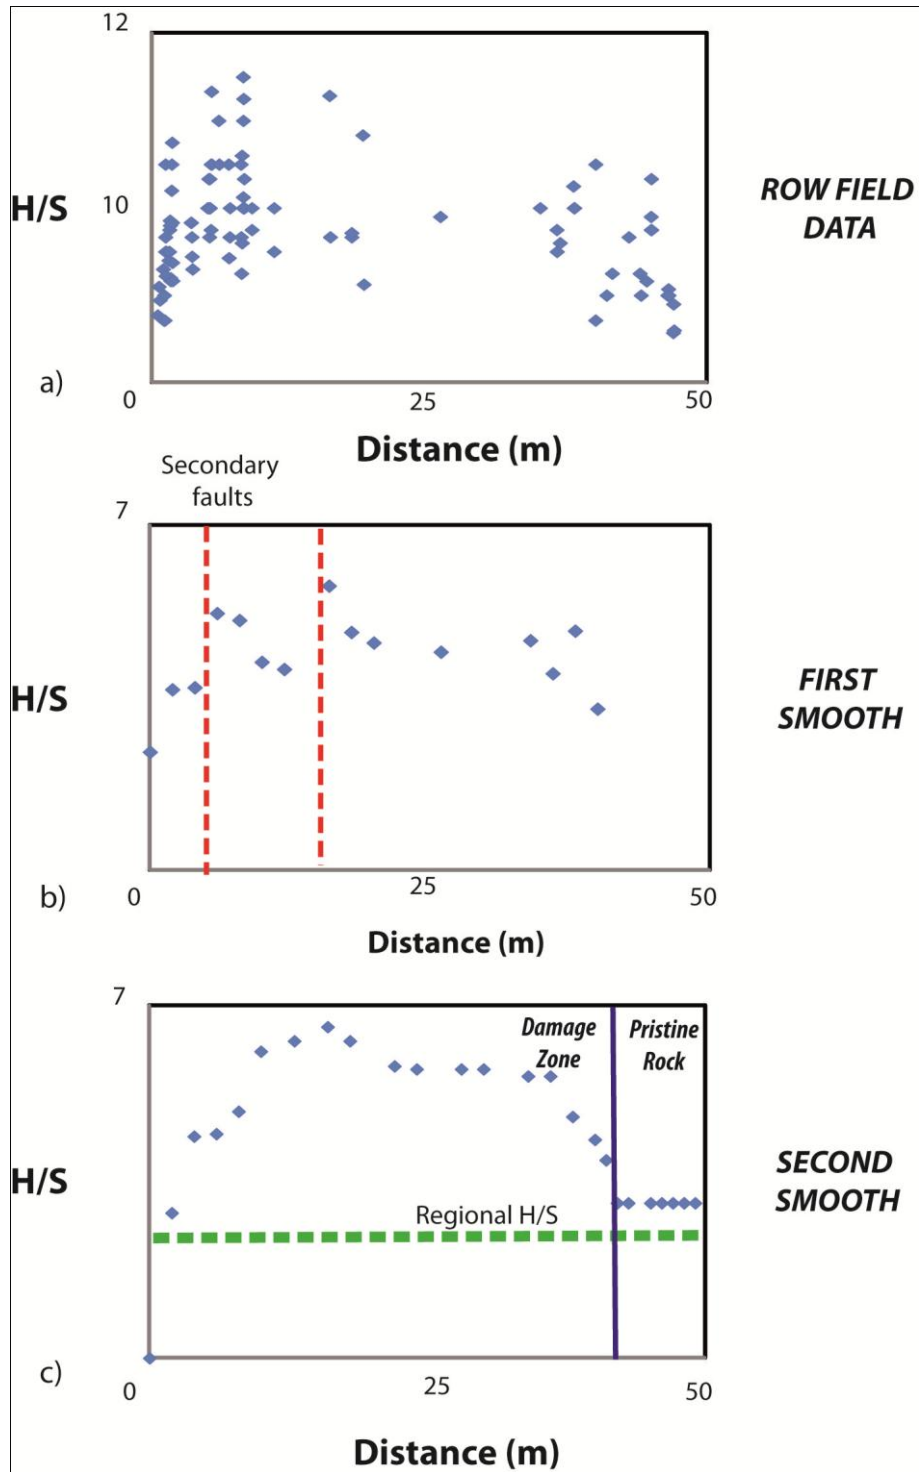 12
H/S
10
ROW FIELD
DATA
a)
0
25
50
Distance (m)
Secondary
faults
7
H/S
FIRST
SMOOTH
b)
0
25
50
Distance (m)
7
Damage
Zone
Pristine
Rock
H/S
SECOND
SMOOTH
Regional H/S
c)
0
25
50
Distance (m)